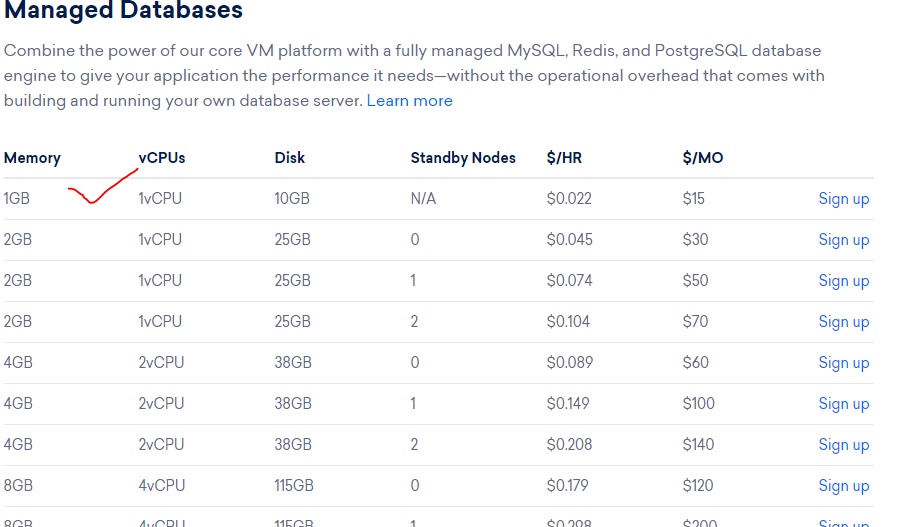 Managed Databases
Combine the power of our core VM platform with a fully managed MySQL, Redis, and PostgreSQL database
engine to give your application the performance it needs—without the operational overhead that comes with
building and running your own database server. Learn more
Memory vCPUs Disk Standby Nodes $/HR $/MO
1GB 1vCPU 10GB N/A $0.022 $15 Sign up
2GB 1vCPU 25GB 0 $0.045 $30 Sign up
2GB 1vCPU 25GB 1 $0.074 $50 Sign up
2GB 1vCPU 25GB 2 $0.104 $70 Sign up
4GB 2vCPU 38GB 0 $0.089 $60 Sign up
4GB 2vCPU 38GB 1 $0.149 $100 Sign up
4GB 2vCPU 38GB 2 $0.208 $140 Sign up
8GB 4vCPU 115GB 0 $0.179 $120 Sign up
8GB 4vCPU 115GB 1 $0.298 $200 Sign up